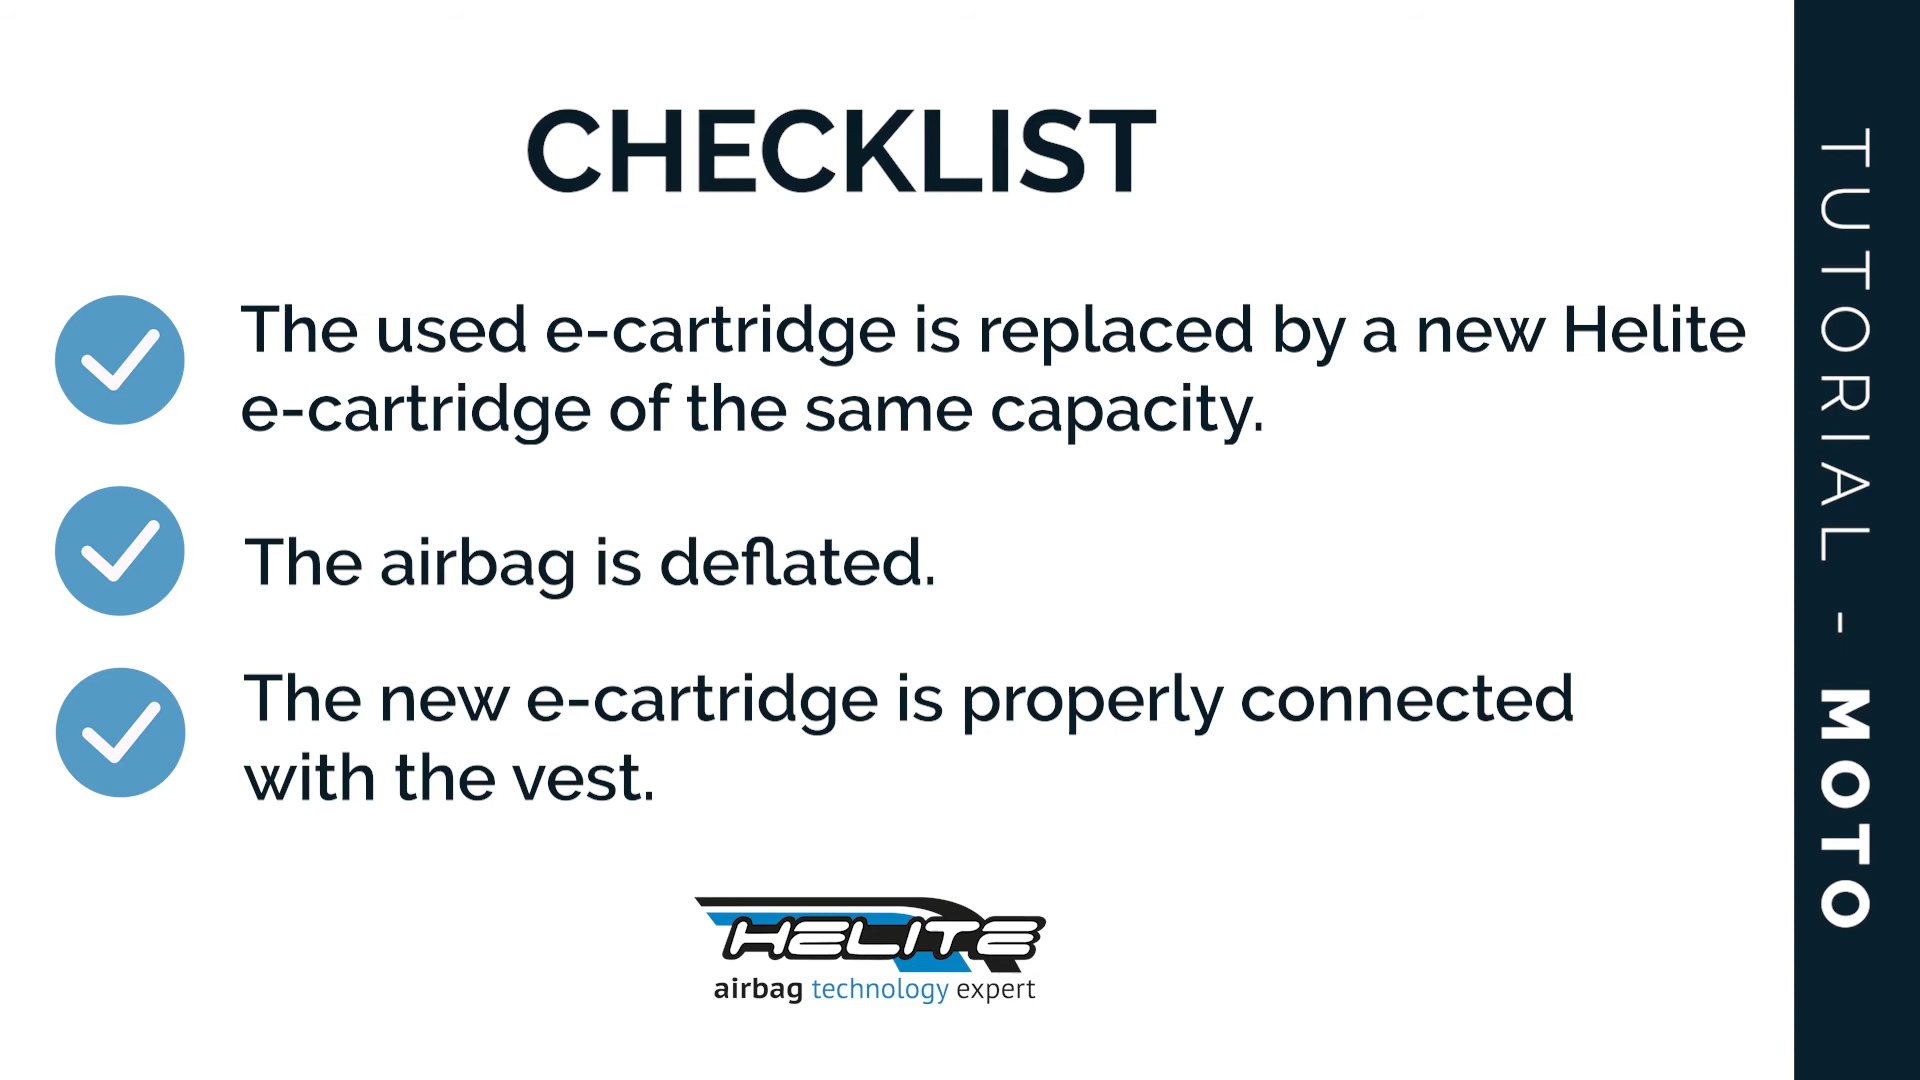 CHECKLIST
The used e-cartridge is replaced by a new Helite
e-cartridge of the same capacity.
The airbag is deflated.
The new e-cartridge is properly connected
with the vest.
HELITE
airbag technology expert
TUTORIAL - MOTO